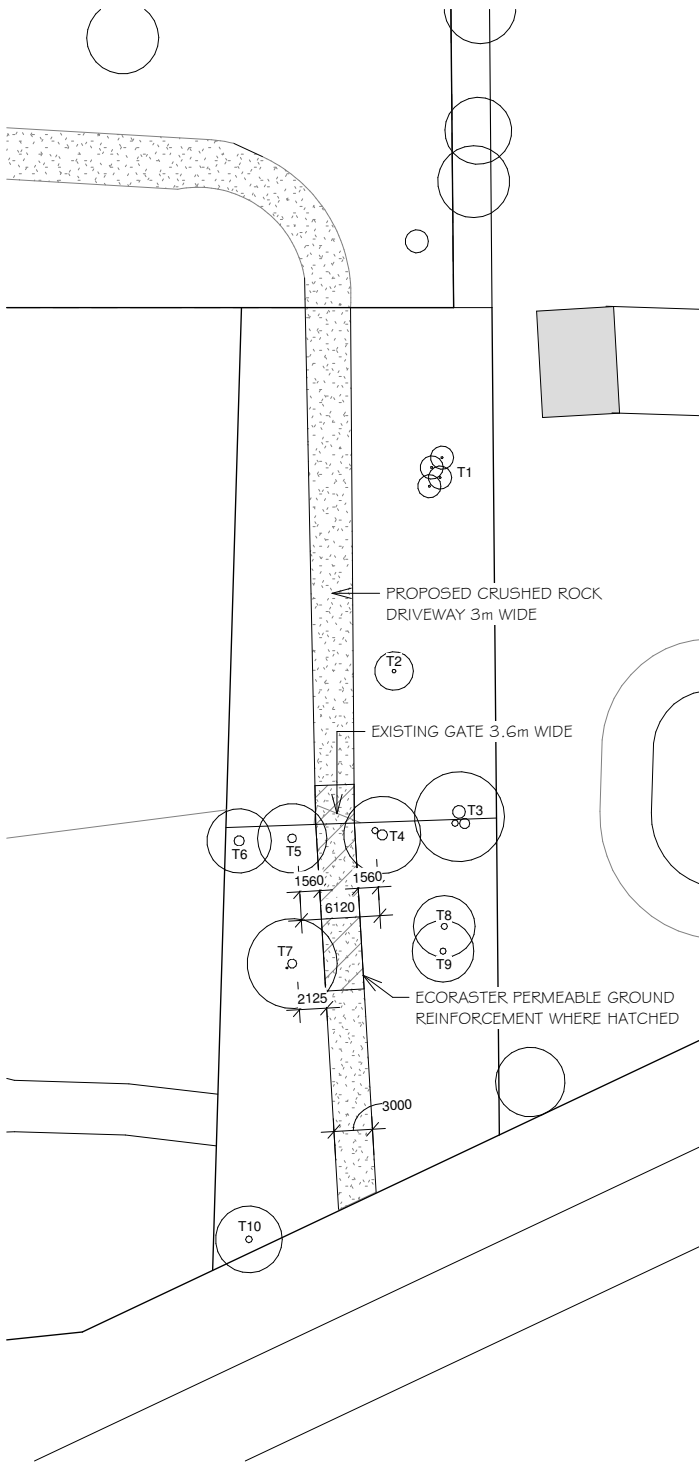 T1
PROPOSED CRUSHED ROCK
DRIVEWAY 3m WIDE
T2
EXISTING GATE 3.6m WIDE
T3
T4
T5
T6
1560
1560
6120
T8
T7
T9
2125
ECORASTER PERMEABLE GROUND
REINFORCEMENT WHERE HATCHED
3000
T10